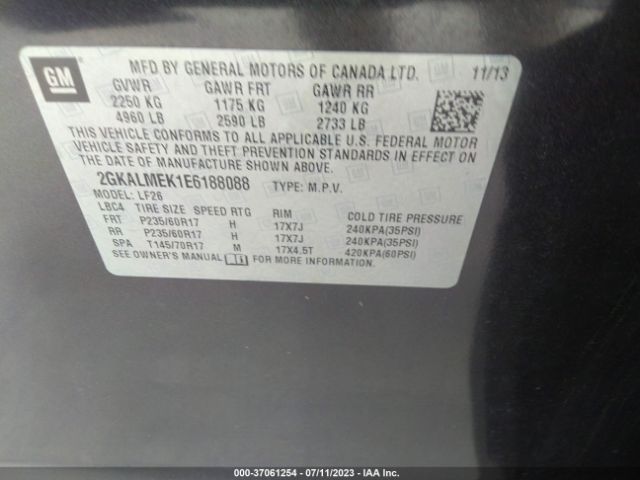 GM
MFD BY GENERAL MOTORS OF CANADA LTD. 11/13
GVWR GAWR FRT GAWR RR
2250 KG 1175 KG 1240 KG
4960 LB 2590 LB 2733 LB
THIS VEHICLE CONFORMS TO ALL APPLICABLE U.S. FEDERAL MOTOR
VEHICLE SAFETY AND THEFT PREVENTION STANDARDS IN EFFECT ON
THE DATE OF MANUFACTURE SHOWN ABOVE.
2GKALMEK1E6188088 TYPE: M.P.V.
MODEL: LF26
LBC4 TIRE SIZE SPEED RTG RIM COLD TIRE PRESSURE
FRT P235/60R17 H 17X7J 240KPA(35PSI)
RR P235/60R17 H 17X7J 240KPA(35PSI)
SPA T145/70R17 M 17X4.5T 420KPA(60PSI)
SEE OWNER'S MANUAL i FOR MORE INFORMATION.
000-37061254 - 07/11/2023 - IAA Inc.